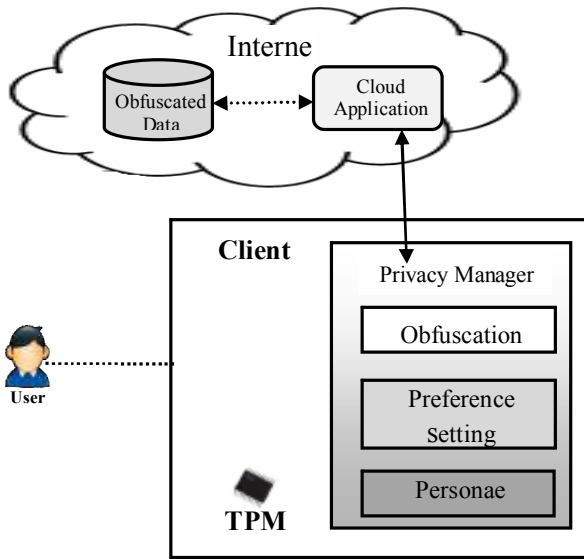 Interne
Obfuscated
Data
Cloud
Application
Client
Privacy Manager
Obfuscation
Preference
Setting
Personae
User
TPM